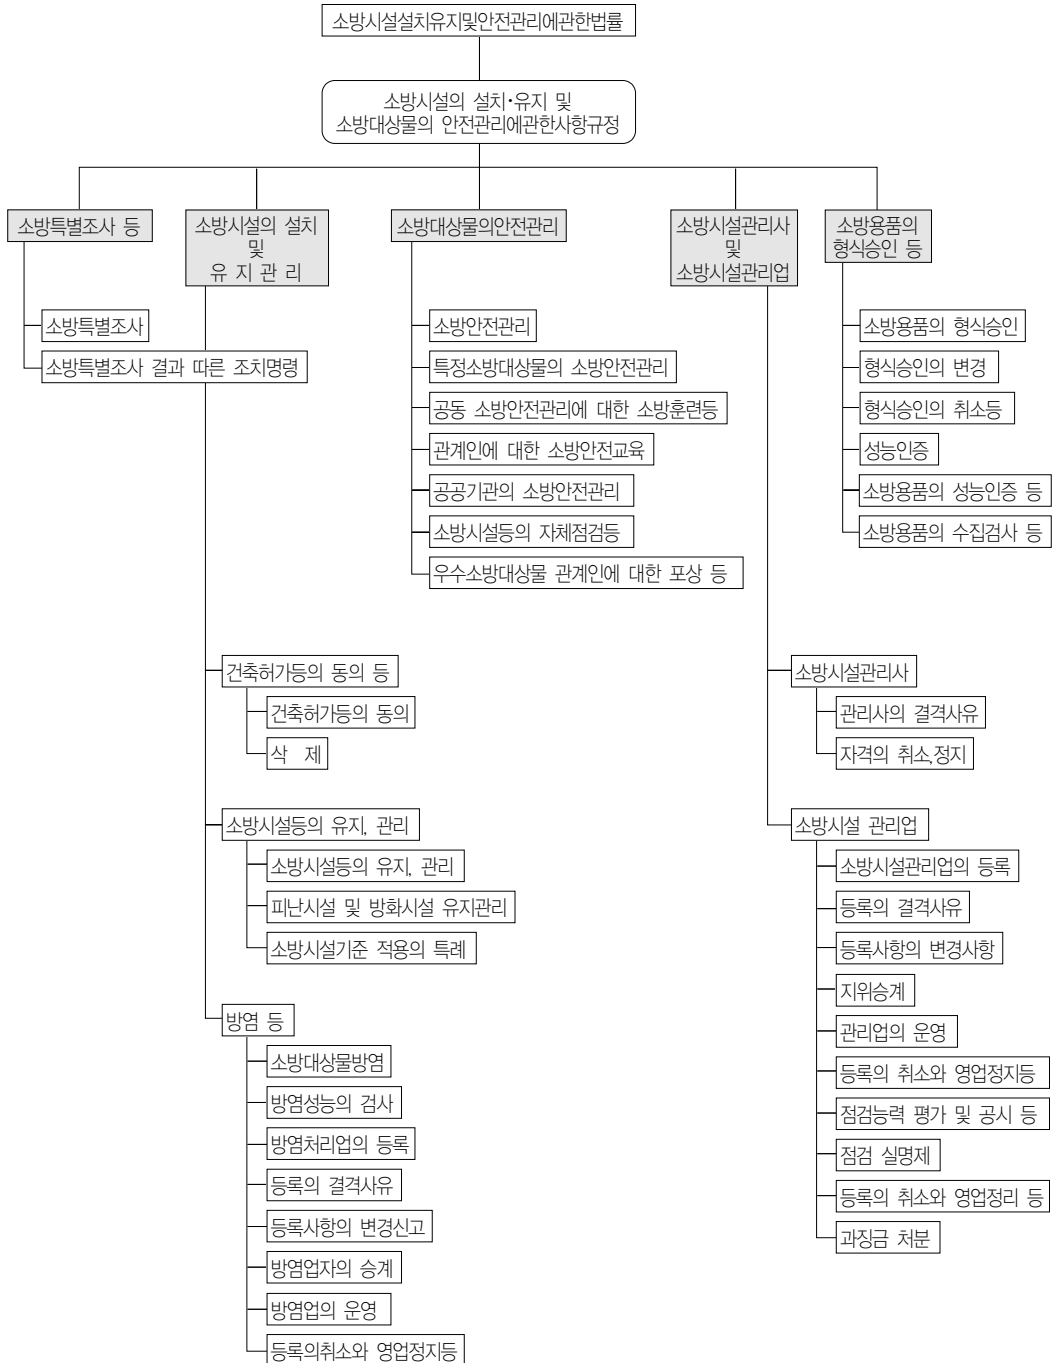 소방시설설치유지및안전관리에관한법률
소방시설의 설치·유지 및
소방대상물의 안전관리에관한사항규정
소방특별조사 등
소방특별조사
소방특별조사 결과 따른 조치명령
소방시설의 설치
및
유 지 관 리
건축허가등의 동의 등
건축허가등의 동의
삭 제
소방시설등의 유지, 관리
소방시설등의 유지, 관리
피난시설 및 방화시설 유지관리
소방시설기준 적용의 특례
방염 등
소방대상물방염
방염성능의 검사
방염처리업의 등록
등록의 결격사유
등록사항의 변경신고
방염업자의 승계
방염업의 운영
등록의취소와 영업정지등
소방대상물의안전관리
소방안전관리
특정소방대상물의 소방안전관리
공동 소방안전관리에 대한 소방훈련등
관계인에 대한 소방안전교육
공공기관의 소방안전관리
소방시설등의 자체점검등
우수소방대상물 관계인에 대한 포상 등
소방시설관리사
및
소방시설관리업
소방시설관리사
관리사의 결격사유
자격의 취소,정지
소방시설 관리업
소방시설관리업의 등록
등록의 결격사유
등록사항의 변경사항
지위승계
관리업의 운영
등록의 취소와 영업정지등
점검능력 평가 및 공시 등
점검 실명제
등록의 취소와 영업정리 등
과징금 처분
소방용품의
형식승인 등
소방용품의 형식승인
형식승인의 변경
형식승인의 취소등
성능인증
소방용품의 성능인증 등
소방용품의 수집검사 등